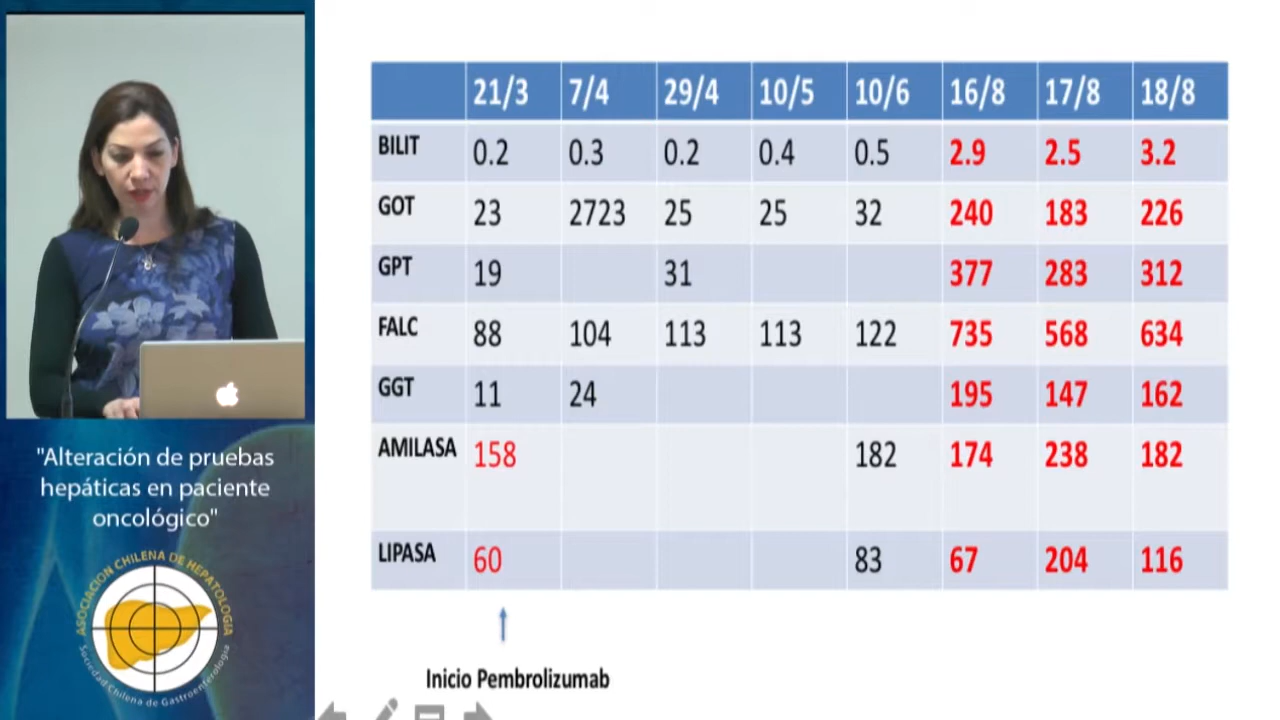 21/3 7/4 29/4 10/5 10/6 16/8 17/8 18/8
BILIT 0.2 0.3 0.2 0.4 0.5 2.9 2.5 3.2
GOT 23 2723 25 25 32 240 183 226
GPT 19 31 377 283 312
FALC 88 104 113 113 122 735 568 634
GGT 11 24 195 147 162
AMILASA 158 182 174 238 182
LIPASA 60 83 67 204 116
Inicio Pembrolizumab
"Alteración de pruebas
hepáticas en paciente
oncológico"
ASOCIACION CHILENA DE HEPATOLOGIA
Sociedad Chilena de Gastroenterología